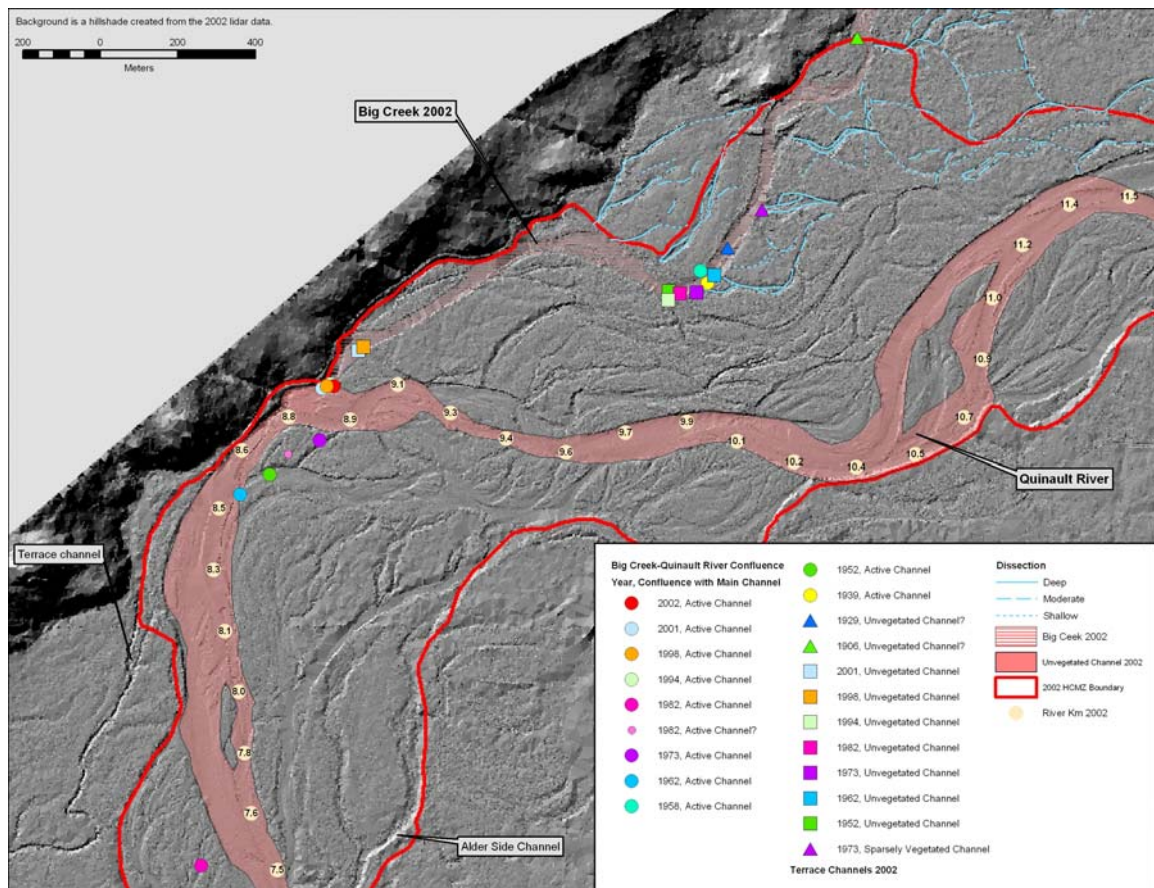 Background is a hillshade created from the 2002 lidar data.
200 0 200 400
Meters
Big Creek 2002
11.4
11.5
11.2
11.0
10.9
10.7
10.5
10.4
10.2
10.1
9.9
9.7
9.6
9.4
9.3
9.1
8.9
8.8
8.6
8.5
8.3
8.1
8.0
7.8
7.6
7.5
Quinault River
Terrace channel
Alder Side Channel
Big Creek-Quinault River Confluence
Year, Confluence with Main Channel
2002, Active Channel
2001, Active Channel
1998, Active Channel
1994, Active Channel
1982, Active Channel
1982, Active Channel?
1973, Active Channel
1962, Active Channel
1958, Active Channel
1952, Active Channel
1939, Active Channel
1929, Unvegetated Channel?
1906, Unvegetated Channel?
2001, Unvegetated Channel
1998, Unvegetated Channel
1994, Unvegetated Channel
1982, Unvegetated Channel
1973, Unvegetated Channel
1962, Unvegetated Channel
1952, Unvegetated Channel
1973, Sparsely Vegetated Channel
Terrace Channels 2002
Dissection
Deep
Moderate
Shallow
Big Ceek 2002
Unvegetated Channel 2002
2002 HCMZ Boundary
River Km 2002